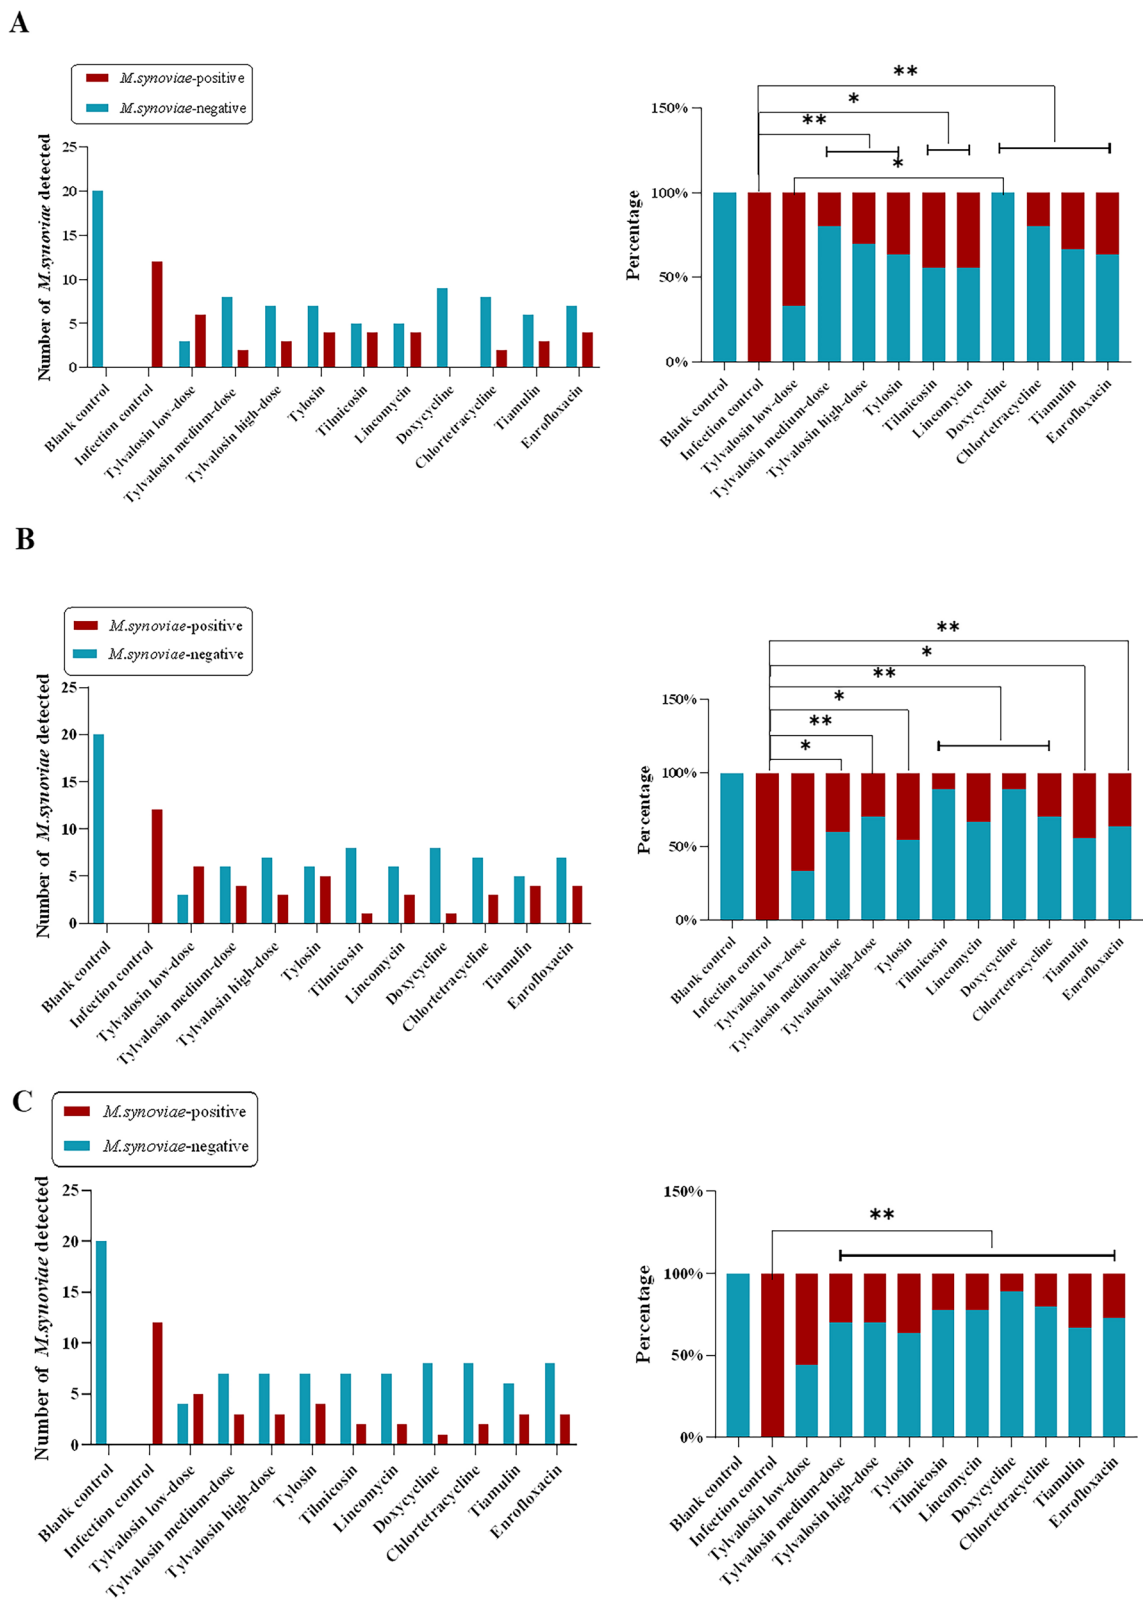 A
M.synoviae-positive
M.synoviae-negative
Number of M.synoviae detected
25
20
15
10
5
0
Blank control
Infection control
Tylvalosin low-dose
Tylvalosin medium-dose
Tylvalosin high-dose
Tylosin
Tilmicosin
Lincomycin
Doxycycline
Chlortetracycline
Tiamulin
Enrofloxacin
Percentage
150%
100%
50%
0%
**
*
**
*
Blank control
Infection control
Tylvalosin low-dose
Tylvalosin medium-dose
Tylvalosin high-dose
Tylosin
Tilmicosin
Lincomycin
Doxycycline
Chlortetracycline
Tiamulin
Enrofloxacin
B
M.synoviae-positive
M.synoviae-negative
Number of M.synoviae detected
25
20
15
10
5
0
Blank control
Infection control
Tylvalosin low-dose
Tylvalosin medium-dose
Tylvalosin high-dose
Tylosin
Tilmicosin
Lincomycin
Doxycycline
Chlortetracycline
Tiamulin
Enrofloxacin
Percentage
150%
100%
50%
0%
**
*
**
*
**
*
Blank control
Infection control
Tylvalosin low-dose
Tylvalosin medium-dose
Tylvalosin high-dose
Tylosin
Tilmicosin
Lincomycin
Doxycycline
Chlortetracycline
Tiamulin
Enrofloxacin
C
M.synoviae-positive
M.synoviae-negative
Number of M.synoviae detected
25
20
15
10
5
0
Blank control
Infection control
Tylvalosin low-dose
Tylvalosin medium-dose
Tylvalosin high-dose
Tylosin
Tilmicosin
Lincomycin
Doxycycline
Chlortetracycline
Tiamulin
Enrofloxacin
Percentage
150%
100%
50%
0%
**
Blank control
Infection control
Tylvalosin low-dose
Tylvalosin medium-dose
Tylvalosin high-dose
Tylosin
Tilmicosin
Lincomycin
Doxycycline
Chlortetracycline
Tiamulin
Enrofloxacin